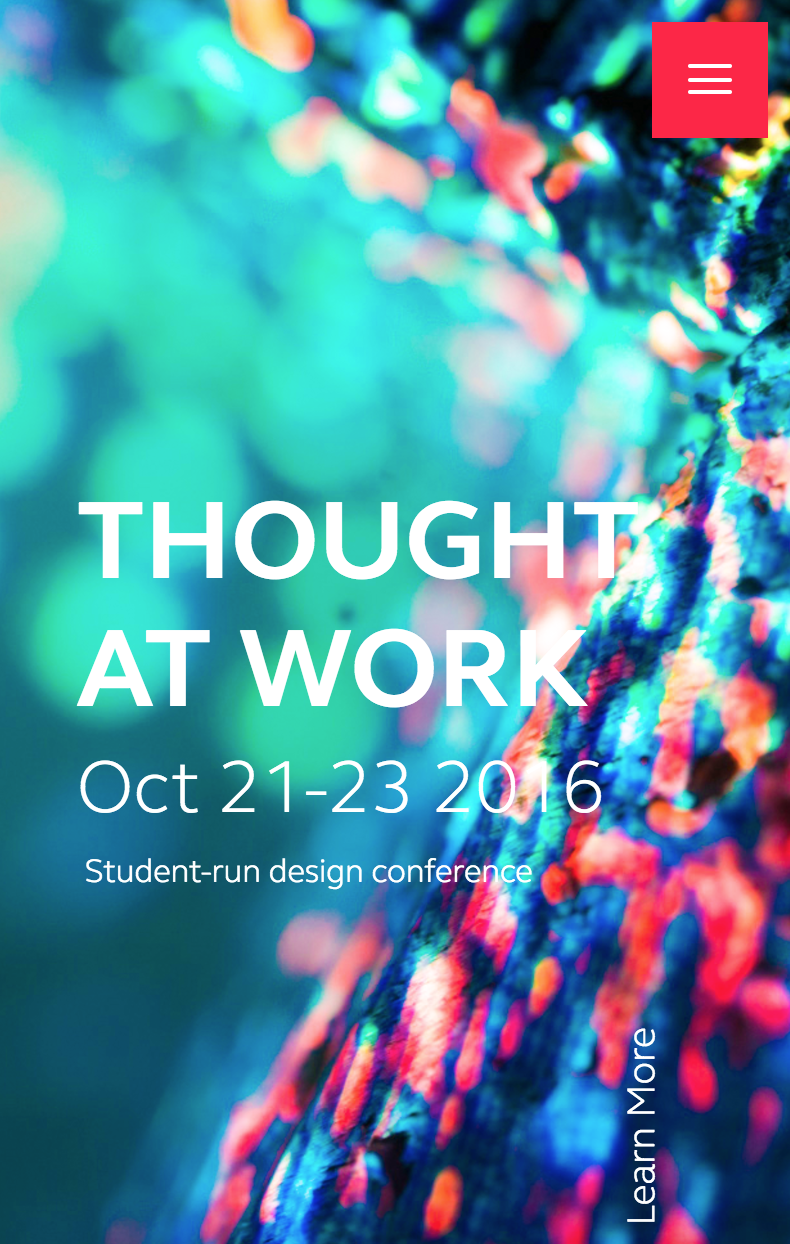 THOUGHT
AT WORK
Oct 21-23 2016
Student-run design conference
Learn More